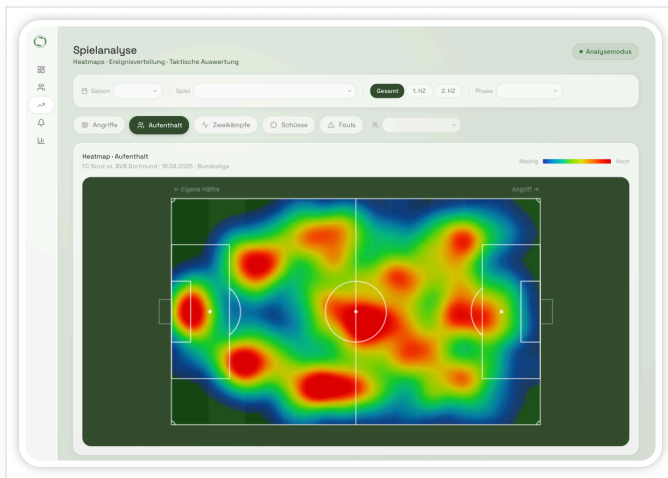 Spielanalyse
Heatmaps · Ereignisverteilung · Taktische Auswertung
Analysemodus
Saison Spiel Gesamt 1. HZ 2. HZ Phase
Angriffe Aufenthalt Zweikämpfe Schüsse Fouls
Heatmap · Aufenthalt
FC Nord vs. BVB Dortmund · 19.04.2025 · Bundesliga
Niedrig Hoch
← Eigene Hälfte Angriff →